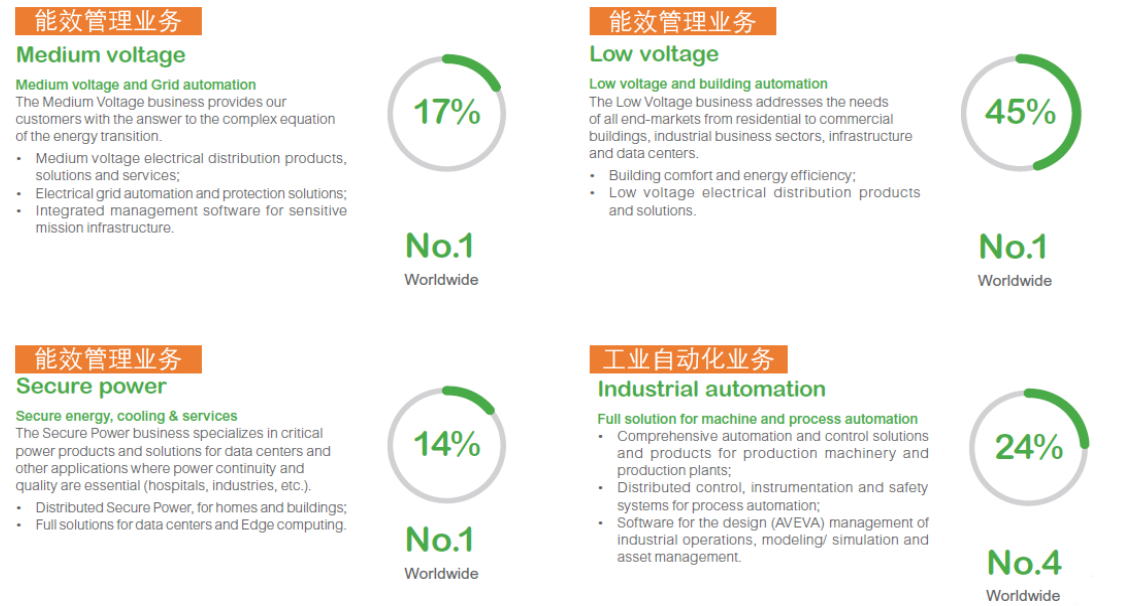 能效管理业务
Medium voltage
Medium voltage and Grid automation
The Medium Voltage business provides our
customers with the answer to the complex equation
of the energy transition.
• Medium voltage electrical distribution products,
solutions and services;
• Electrical grid automation and protection solutions;
• Integrated management software for sensitive
mission infrastructure.
17%
No.1
Worldwide
能效管理业务
Low voltage
Low voltage and building automation
The Low Voltage business addresses the needs
of all end-markets from residential to commercial
buildings, industrial business sectors, infrastructure
and data centers.
• Building comfort and energy efficiency;
• Low voltage electrical distribution products
and solutions.
45%
No.1
Worldwide
能效管理业务
Secure power
Secure energy, cooling & services
The Secure Power business specializes in critical
power products and solutions for data centers and
other applications where power continuity and
quality are essential (hospitals, industries, etc.).
• Distributed Secure Power, for homes and buildings;
• Full solutions for data centers and Edge computing.
14%
No.1
Worldwide
工业自动化业务
Industrial automation
Full solution for machine and process automation
• Comprehensive automation and control solutions
and products for production machinery and
production plants;
• Distributed control, instrumentation and safety
systems for process automation;
• Software for the design (AVEVA) management of
industrial operations, modeling/ simulation and
asset management.
24%
No.4
Worldwide